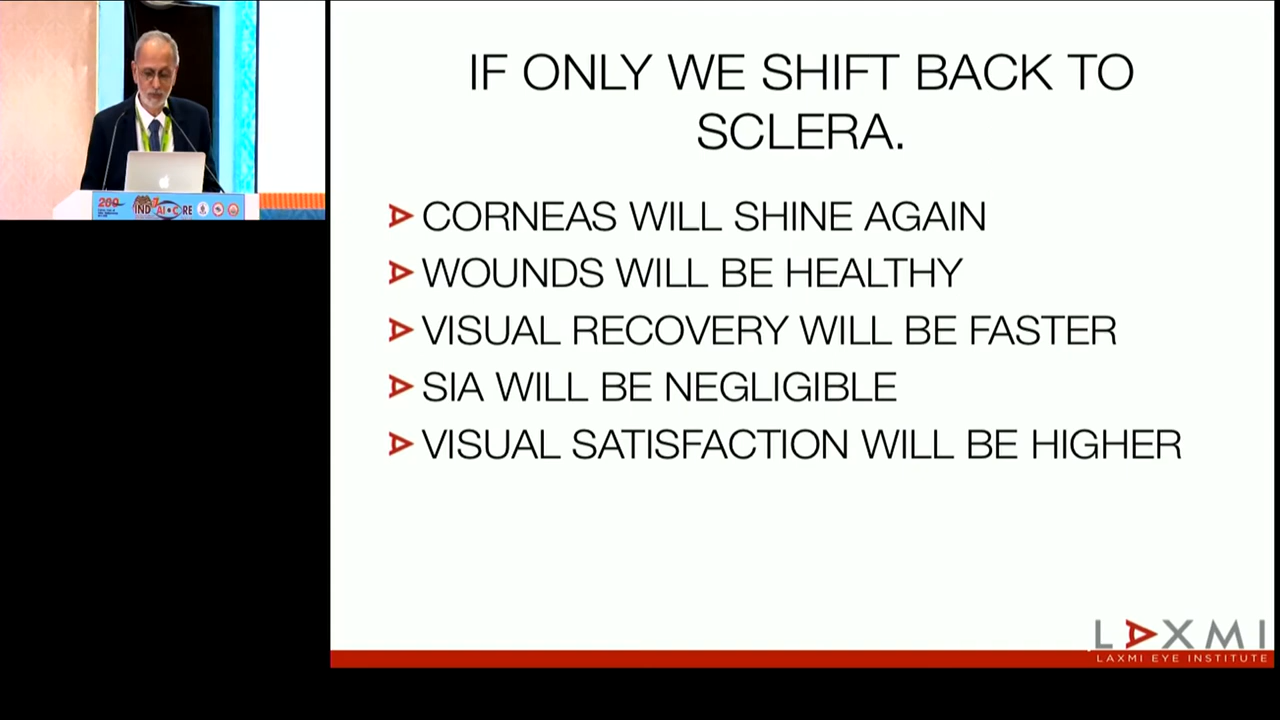 IF ONLY WE SHIFT BACK TO
SCLERA.
CORNEAS WILL SHINE AGAIN
WOUNDS WILL BE HEALTHY
VISUAL RECOVERY WILL BE FASTER
SIA WILL BE NEGLIGIBLE
VISUAL SATISFACTION WILL BE HIGHER
LAXMI
LAXMI EYE INSTITUTE